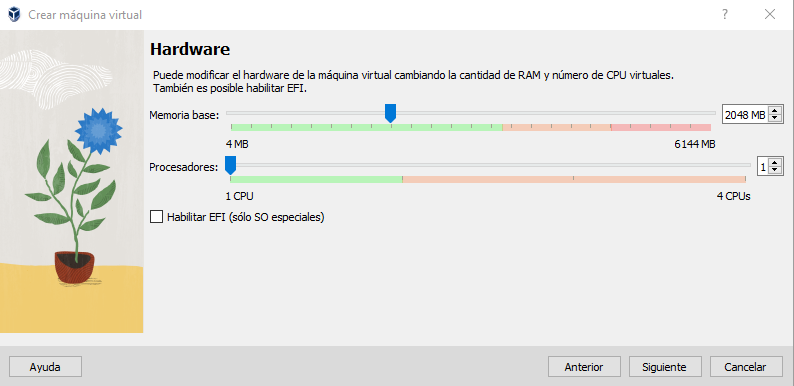 Crear máquina virtual
Hardware
Puede modificar el hardware de la máquina virtual cambiando la cantidad de RAM y número de CPU virtuales.
También es posible habilitar EFI.
Memoria base: 2048 MB
4 MB 6144 MB
Procesadores: 1
1 CPU 4 CPUs
Habilitar EFI (sólo SO especiales)
Ayuda Anterior Siguiente Cancelar